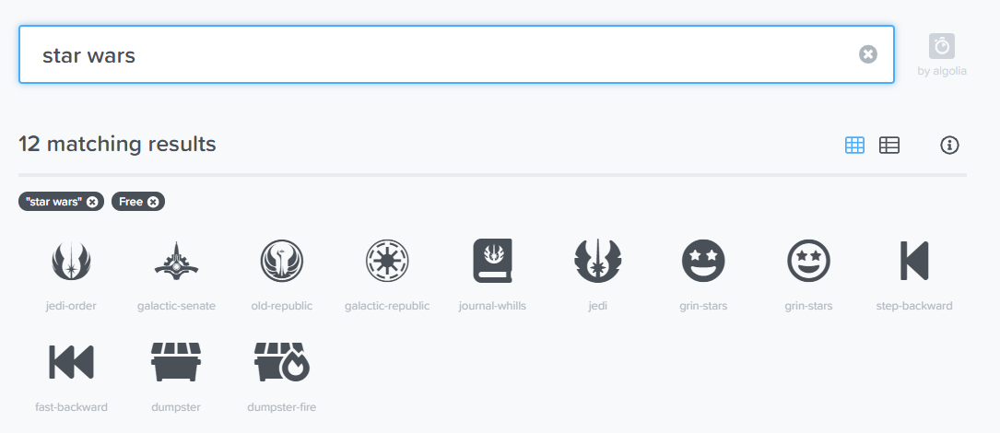 star wars
by algolia
12 matching results
"star wars"
Free
jedi-order
galactic-senate
old-republic
galactic-republic
journal-whills
jedi
grin-stars
grin-stars
step-backward
fast-backward
dumpster
dumpster-fire